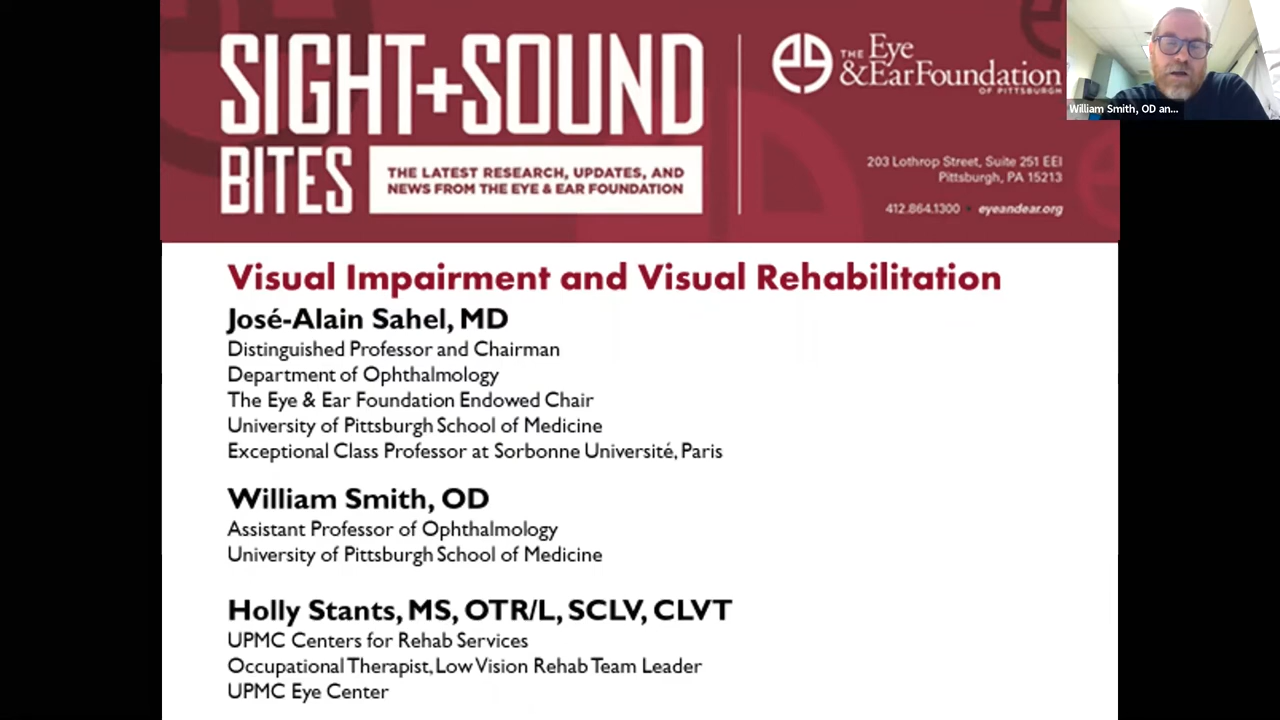 SIGHT+SOUND
BITES
THE LATEST RESEARCH, UPDATES, AND
NEWS FROM THE EYE & EAR FOUNDATION
THE Eye
& Ear Foundation
OF PITTSBURGH
203 Lothrop Street, Suite 251 EEI
Pittsburgh, PA 15213
412.864.1300 • eyeandear.org
William Smith, OD an...
Visual Impairment and Visual Rehabilitation
José-Alain Sahel, MD
Distinguished Professor and Chairman
Department of Ophthalmology
The Eye & Ear Foundation Endowed Chair
University of Pittsburgh School of Medicine
Exceptional Class Professor at Sorbonne Université, Paris
William Smith, OD
Assistant Professor of Ophthalmology
University of Pittsburgh School of Medicine
Holly Stants, MS, OTR/L, SCLV, CLVT
UPMC Centers for Rehab Services
Occupational Therapist, Low Vision Rehab Team Leader
UPMC Eye Center